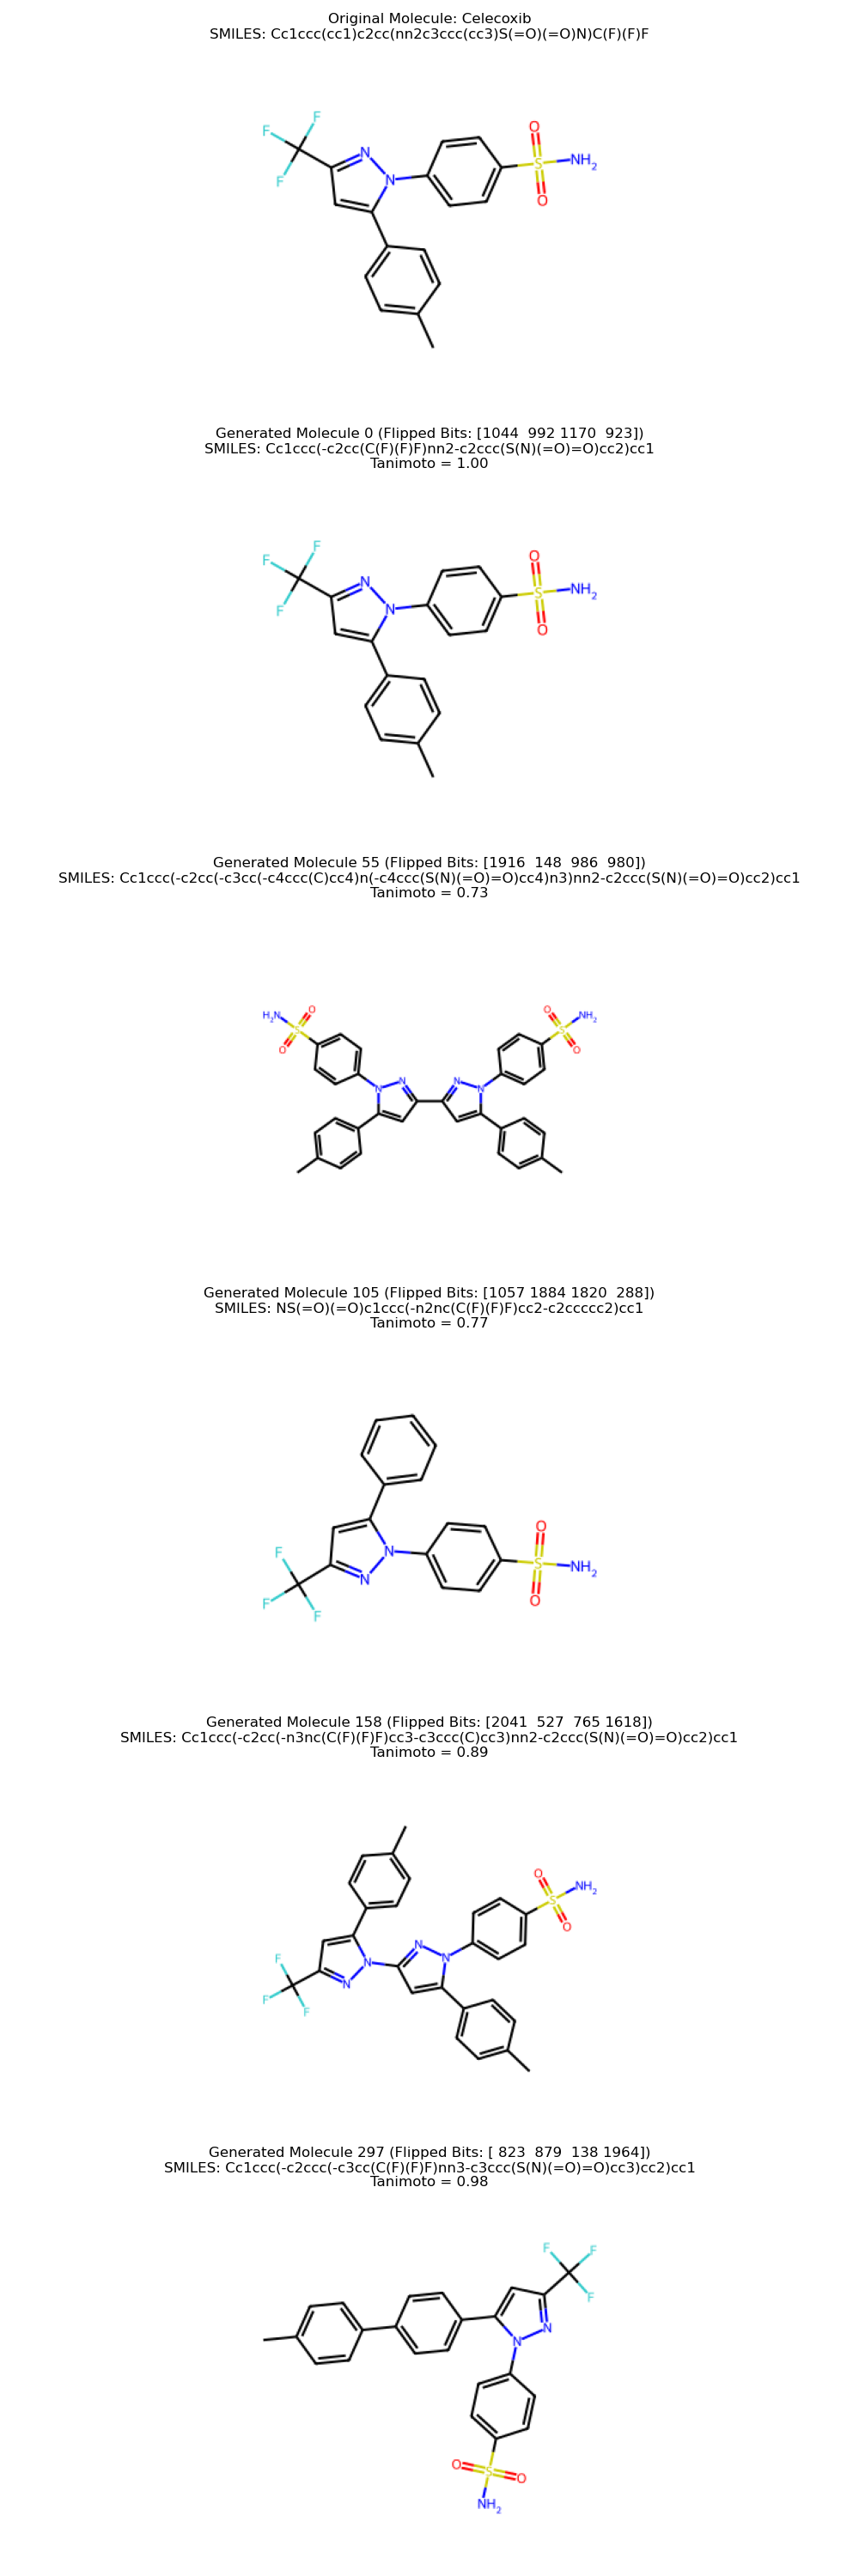 Original Molecule: Celecoxib
SMILES: Cc1ccc(cc1)c2cc(nn2c3ccc(cc3)S(=O)(=O)N)C(F)(F)F
F
F
F
N
N
O
S
NH2
O
Generated Molecule 0 (Flipped Bits: [1044  992 1170  923])
SMILES: Cc1ccc(-c2cc(C(F)(F)F)nn2-c2ccc(S(N)(=O)=O)cc2)cc1
Tanimoto = 1.00
F
F
F
N
N
O
S
NH2
O
Generated Molecule 55 (Flipped Bits: [1916  148  986  980])
SMILES: Cc1ccc(-c2cc(-c3cc(-c4ccc(C)cc4)n(-c4ccc(S(N)(=O)=O)cc4)n3)nn2-c2ccc(S(N)(=O)=O)cc2)cc1
Tanimoto = 0.73
H2N
O
S
O
N
N
N
N
O
S
NH2
O
Generated Molecule 105 (Flipped Bits: [1057 1884 1820  288])
SMILES: NS(=O)(=O)c1ccc(-n2nc(C(F)(F)F)cc2-c2ccccc2)cc1
Tanimoto = 0.77
F
F
F
N
N
O
S
NH2
O
Generated Molecule 158 (Flipped Bits: [2041  527  765 1618])
SMILES: Cc1ccc(-c2cc(-n3nc(C(F)(F)F)cc3-c3ccc(C)cc3)nn2-c2ccc(S(N)(=O)=O)cc2)cc1
Tanimoto = 0.89
F
F
F
N
N
N
N
O
S
NH2
O
Generated Molecule 297 (Flipped Bits: [ 823  879  138 1964])
SMILES: Cc1ccc(-c2ccc(-c3cc(C(F)(F)F)nn3-c3ccc(S(N)(=O)=O)cc3)cc2)cc1
Tanimoto = 0.98
F
F
F
N
N
O
S
O
NH2